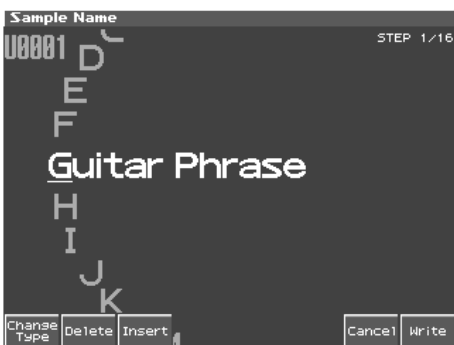 Sample Name
U0001
STEP 1/16
C
D
E
F
Guitar Phrase
H
I
J
K
Change Type Delete Insert Cancel Write